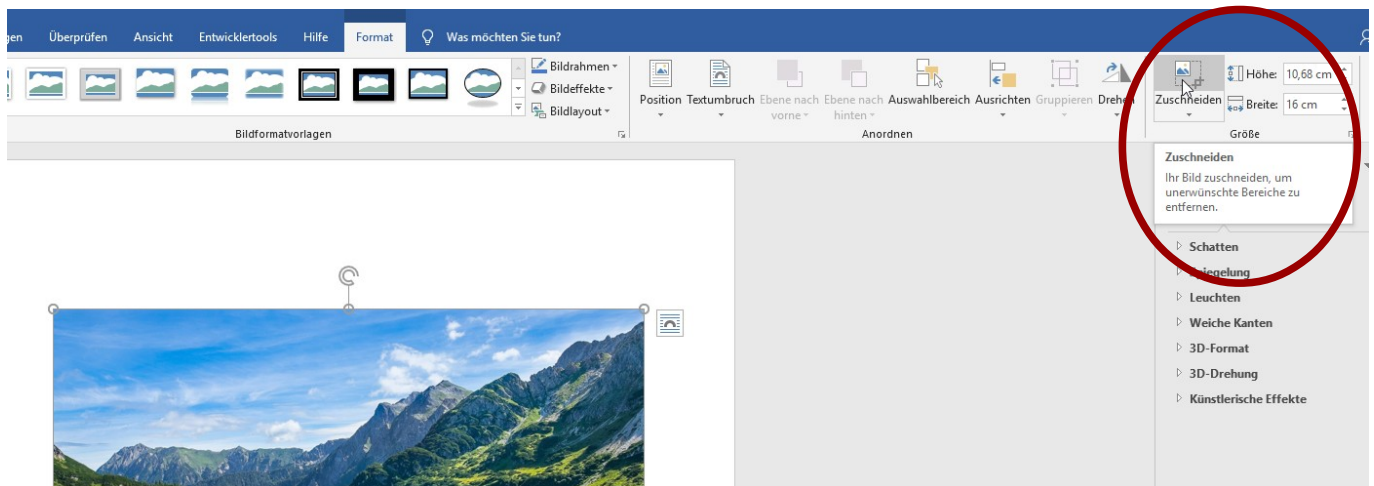 Überprüfen Ansicht Entwicklertools Hilfe Format Was möchten Sie tun?
Bildrahmen
Bildeffekte
Bildlayout
Position Textumbruch Ebene nach vorne Ebene nach hinten Auswahlbereich Ausrichten Gruppieren Drehen
Zuschneiden
Höhe: 10,68 cm
Breite: 16 cm
Bildformatvorlagen Anordnen Größe
Zuschneiden
Ihr Bild zuschneiden, um
unerwünschte Bereiche zu
entfernen.
Schatten
Spiegelung
Leuchten
Weiche Kanten
3D-Format
3D-Drehung
Künstlerische Effekte